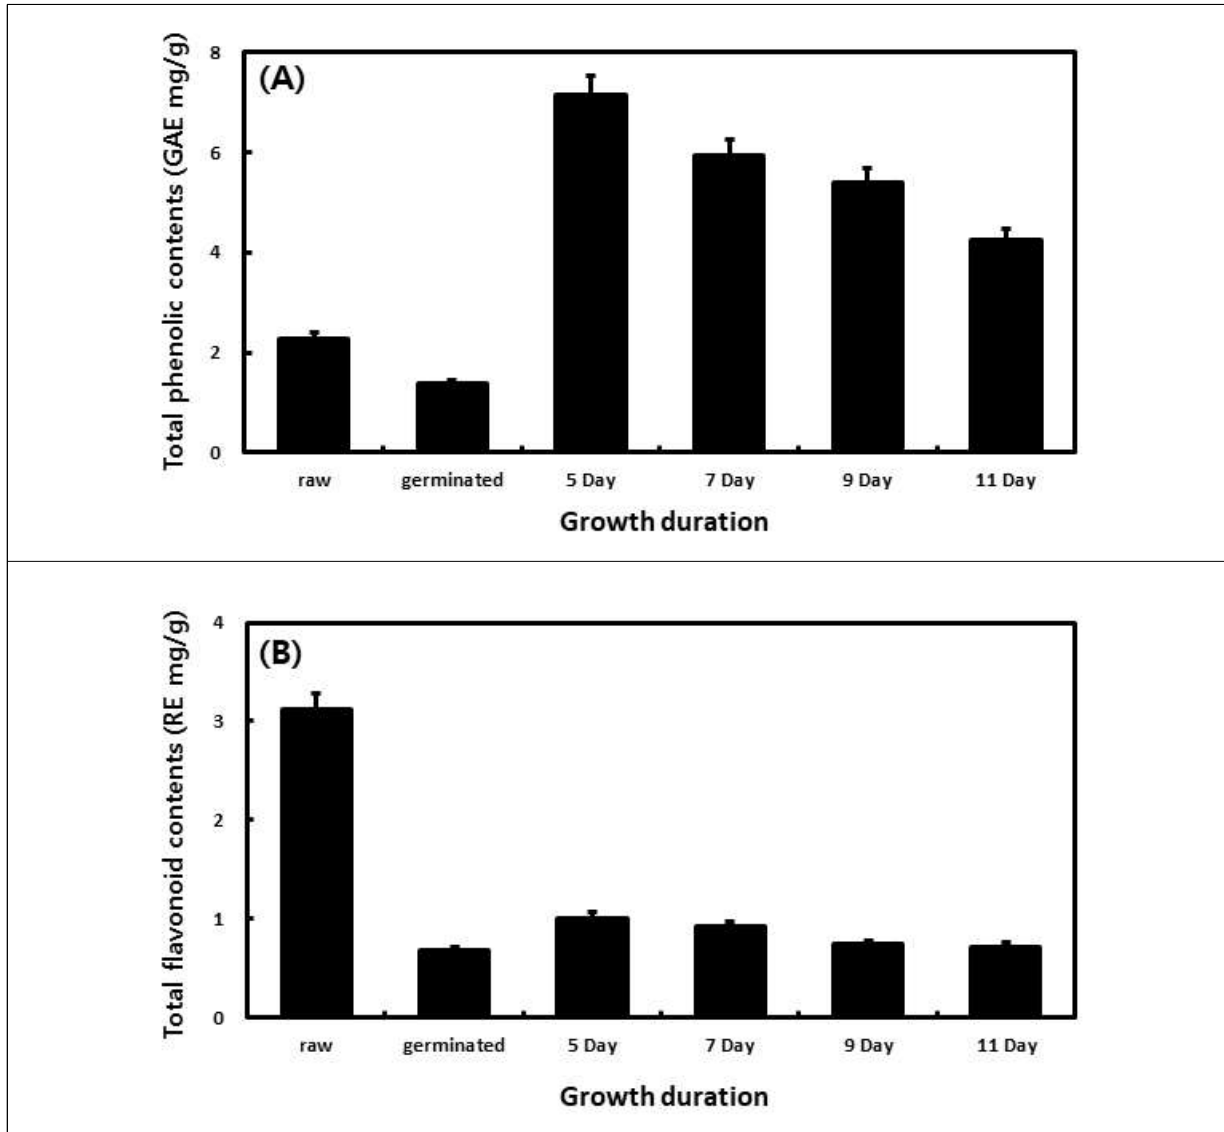 Total phenolic contents (GAE mg/g)
(A)
8
6
4
2
0
raw germinated 5 Day 7 Day 9 Day 11 Day
Growth duration
Total flavonoid contents (RE mg/g)
(B)
4
3
2
1
0
raw germinated 5 Day 7 Day 9 Day 11 Day
Growth duration